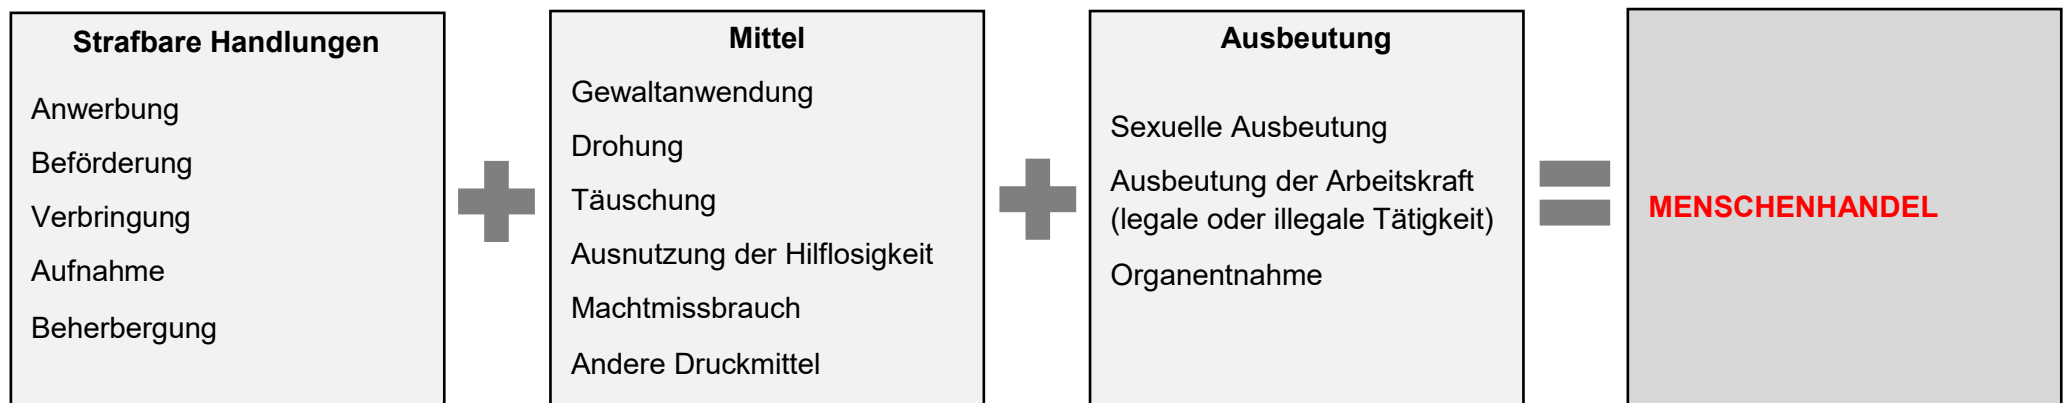 Strafbare Handlungen
Anwerbung
Beförderung
Verbringung
Aufnahme
Beherbergung
Mittel
Gewaltanwendung
Drohung
Täuschung
Ausnutzung der Hilflosigkeit
Machtmissbrauch
Andere Druckmittel
Ausbeutung
Sexuelle Ausbeutung
Ausbeutung der Arbeitskraft
(legale oder illegale Tätigkeit)
Organentnahme
MENSCHENHANDEL